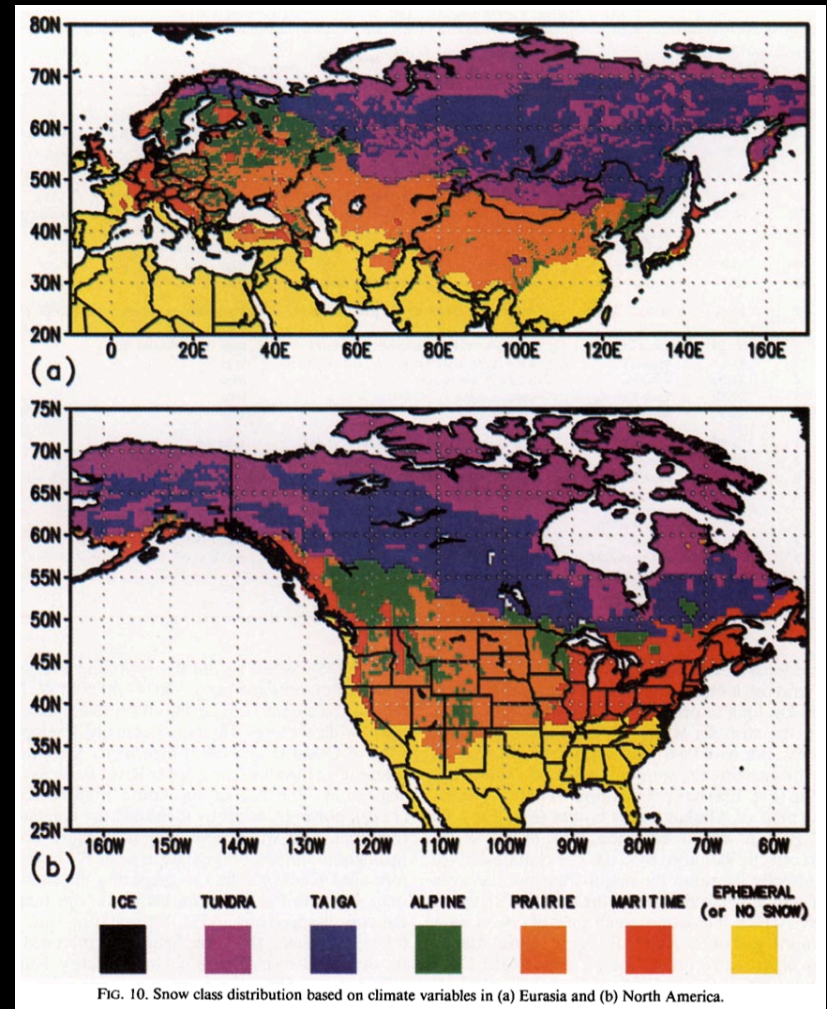 80N
70N
60N
50N
40N
30N
20N
0 20E 40E 60E 80E 100E 120E 140E 160E
(a)
75N
70N
65N
60N
55N
50N
45N
40N
35N
30N
25N
160W 150W 140W 130W 120W 110W 100W 90W 80W 70W 60W
(b)
ICE TUNDRA TAIGA ALPINE PRAIRIE MARITIME EPHEMERAL
(or NO SNOW)
FIG. 10. Snow class distribution based on climate variables in (a) Eurasia and (b) North America.